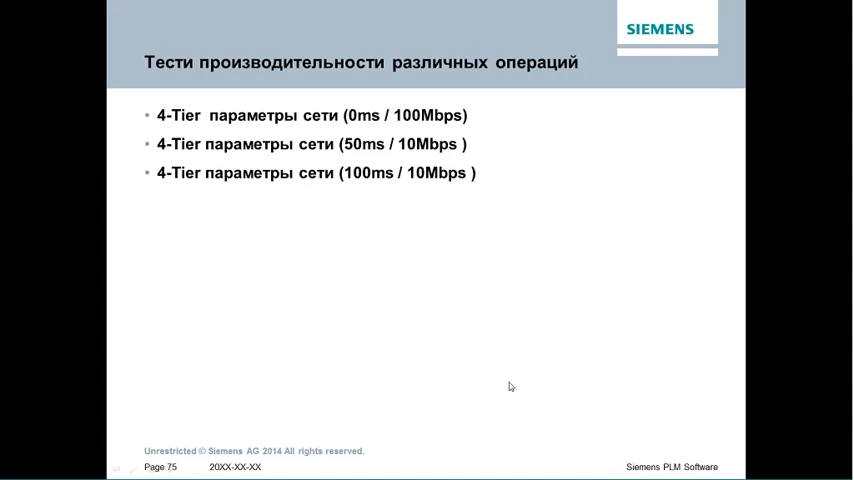 SIEMENS
Тести производительности различных операций
• 4-Tier параметры сети (0ms / 100Mbps)
• 4-Tier параметры сети (50ms / 10Mbps )
• 4-Tier параметры сети (100ms / 10Mbps )
Unrestricted © Siemens AG 2014 All rights reserved.
Page 75 20XX-XX-XX Siemens PLM Software